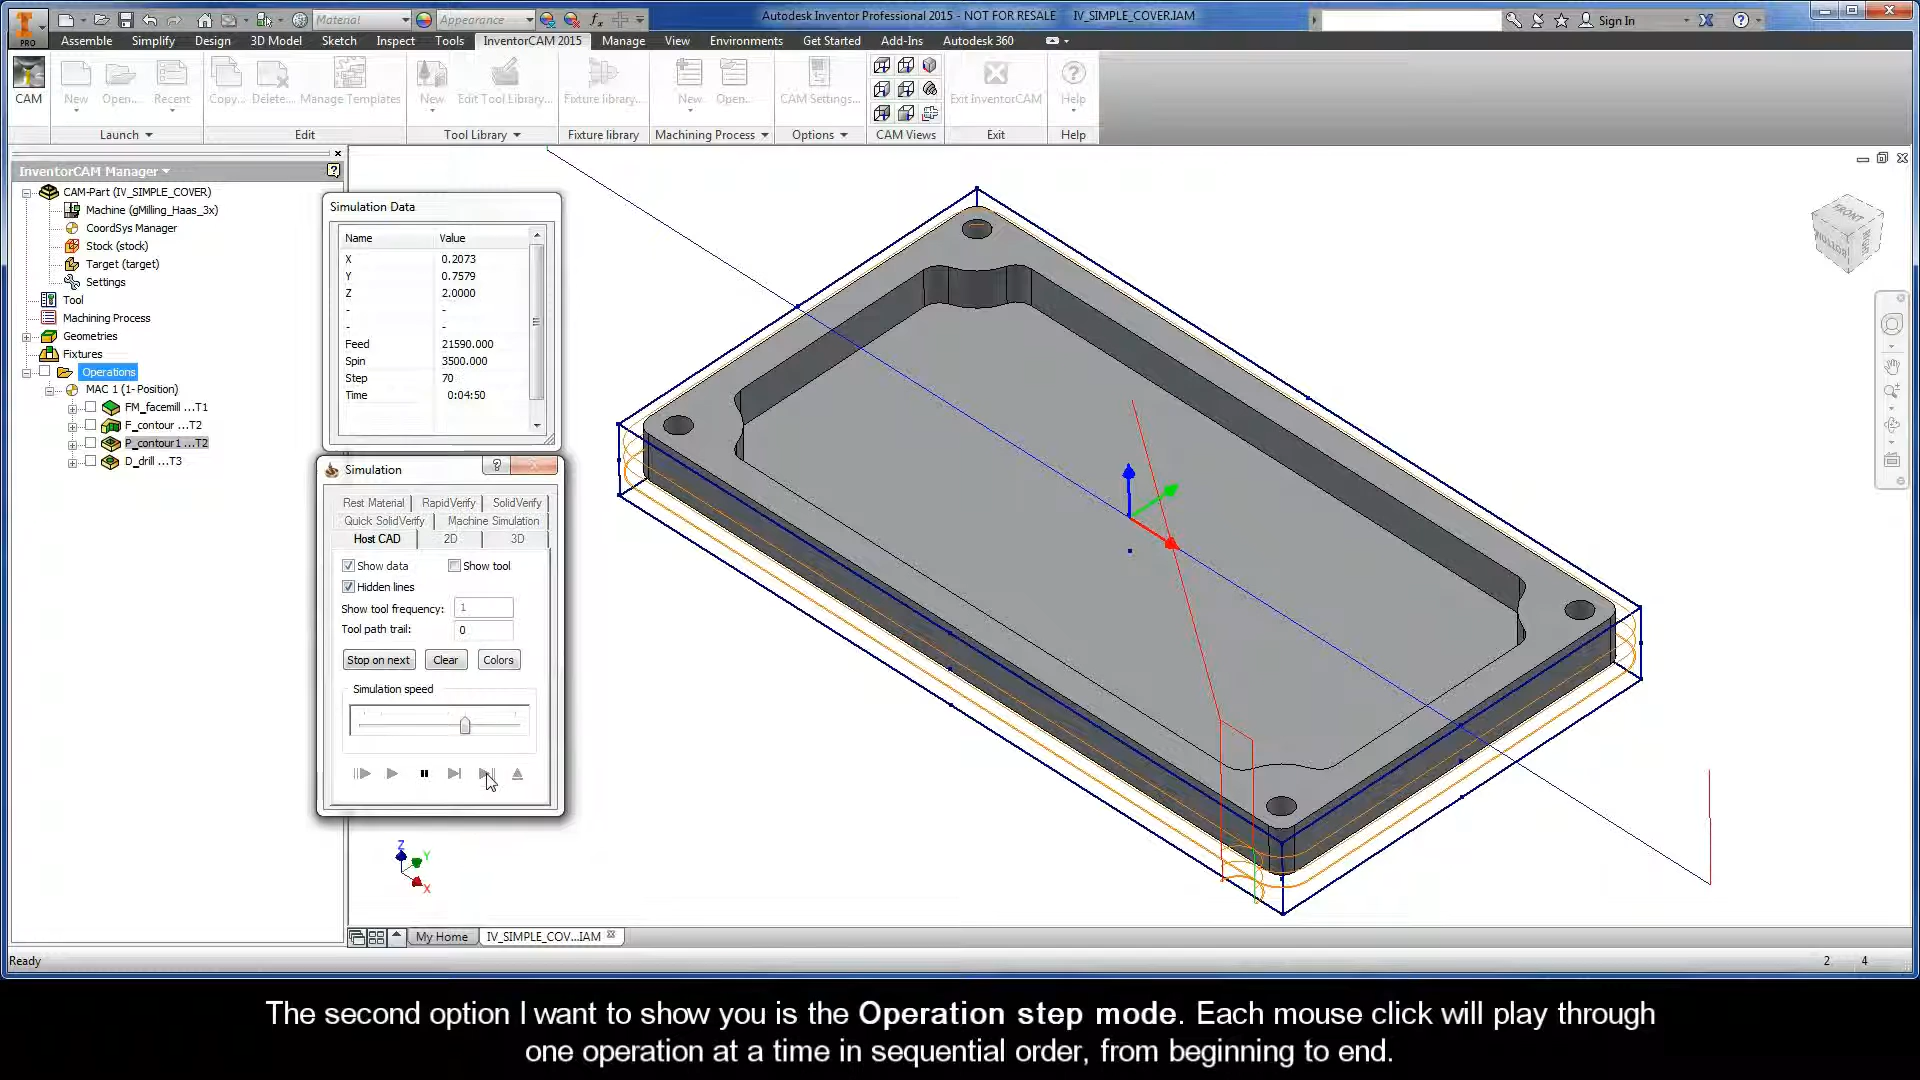 Material
Appearance
Autodesk Inventor Professional 2015 - NOT FOR RESALE IV_SIMPLE_COVER.IAM
Sign In
PRO
Assemble Simplify Design 3D Model Sketch Inspect Tools InventorCAM 2015 Manage View Environments Get Started Add-Ins Autodesk 360
CAM New Open... Recent Copy... Delete... Manage Templates New Edit Tool Library... Fixture library... New Open... CAM Settings... Exit InventorCAM Help
Launch Edit Tool Library Fixture library Machining Process Options CAM Views Exit Help
InventorCAM Manager
CAM-Part (IV_SIMPLE_COVER)
Machine (gMilling_Haas_3x)
CoordSys Manager
Stock (stock)
Target (target)
Settings
Tool
Machining Process
Geometries
Fixtures
Operations
MAC 1 (1- Position)
FM_facemill ...T1
F_contour ...T2
P_contour1 ...T2
D_drill ...T3
Simulation Data
Name Value
X 0.2073
Y 0.7579
Z 2.0000
- -
- -
Feed 21590.000
Spin 3500.000
Step 70
Time 0:04:50
Simulation
Rest Material RapidVerify SolidVerify
Quick SolidVerify Machine Simulation
Host CAD 2D 3D
Show data Show tool
Hidden lines
Show tool frequency: 1
Tool path trail: 0
Stop on next Clear Colors
Simulation speed
FRONT
BOTTOM
Z
Y
X
My Home IV_SIMPLE_COV...IAM
Ready
2 4
The second option I want to show you is the Operation step mode. Each mouse click will play through
one operation at a time in sequential order, from beginning to end.